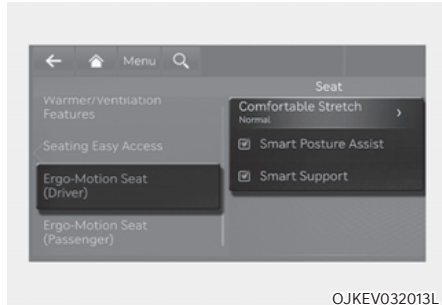 Menu
Seat
Warmer/Ventilation
Features
Seating Easy Access
Ergo-Motion Seat
(Driver)
Ergo-Motion Seat
(Passenger)
Comfortable Stretch
Normal
Smart Posture Assist
Smart Support
OJKEV032013L